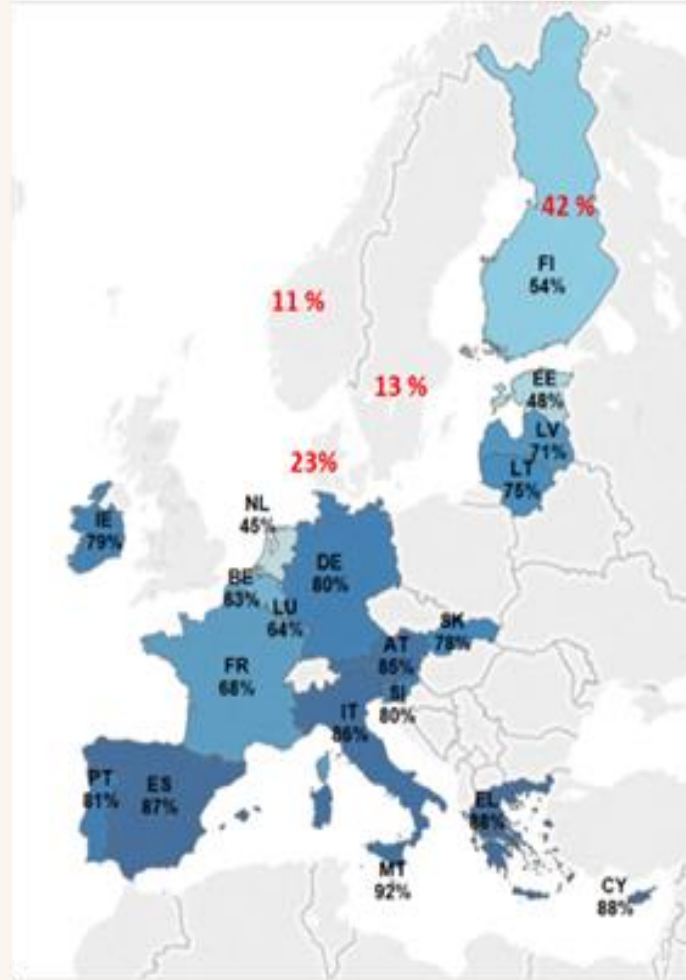 42 %
FI
54%
11 %
13 %
EE
48%
LV
71%
LT
75%
23%
NL
45%
IE
79%
DE
80%
BE
63%
LU
64%
SK
78%
AT
85%
FR
68%
SI
80%
IT
86%
PT
81%
ES
87%
EL
88%
MT
92%
CY
88%